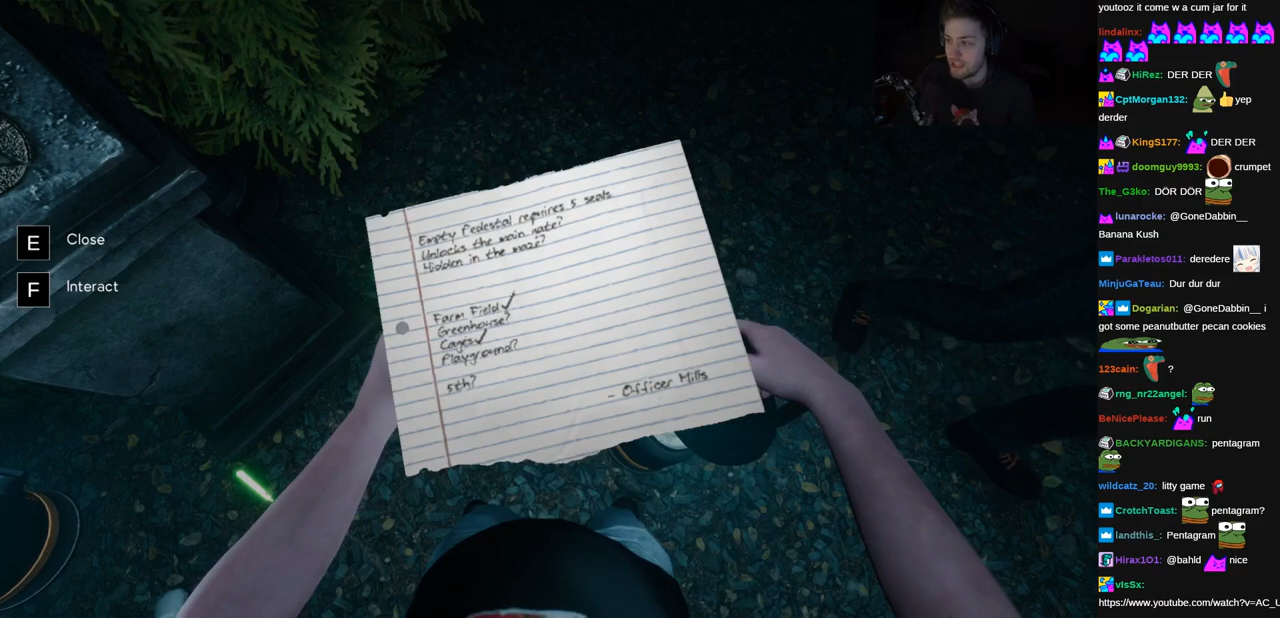 Empty Pedestal requires 5 seals
Unlocks the main gate?
Hidden in the maze?
Farm Field✓
Greenhouse?
Cages✓
Playground?
5th?
- Officer Mills
E Close
F Interact
youtooz it come w a cum jar for it
lindalinx:
HiRez: DER DER
CptMorgan132: yep
derder
KingS177: DER DER
doomguy9993: crumpet
The_G3ko: DÖR DÖR
lunarocke: @GoneDabbin__
Banana Kush
Parakletos011: deredere
MinjuGaTeau: Dur dur dur
Dogarian: @GoneDabbin__ i
got some peanutbutter pecan cookies
123cain: ?
rng_nr22angel:
BeNicePlease: run
BACKYARDIGANS: pentagram
wildcatz_20: litty game
CrotchToast: pentagram?
landthis_: Pentagram
Hirax1O1: @bahld nice
vIsSx:
https://www.youtube.com/watch?v=AC_U